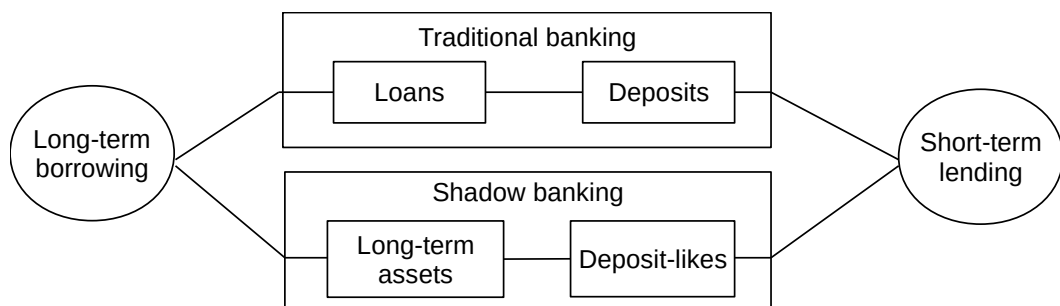 Traditional banking
Loans
Deposits
Long-term
borrowing
Short-term
lending
Shadow banking
Long-term
assets
Deposit-likes